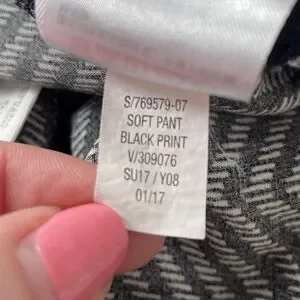 S/769579-07
SOFT PANT
BLACK PRINT
V/309076
SU17 / Y08
01/17